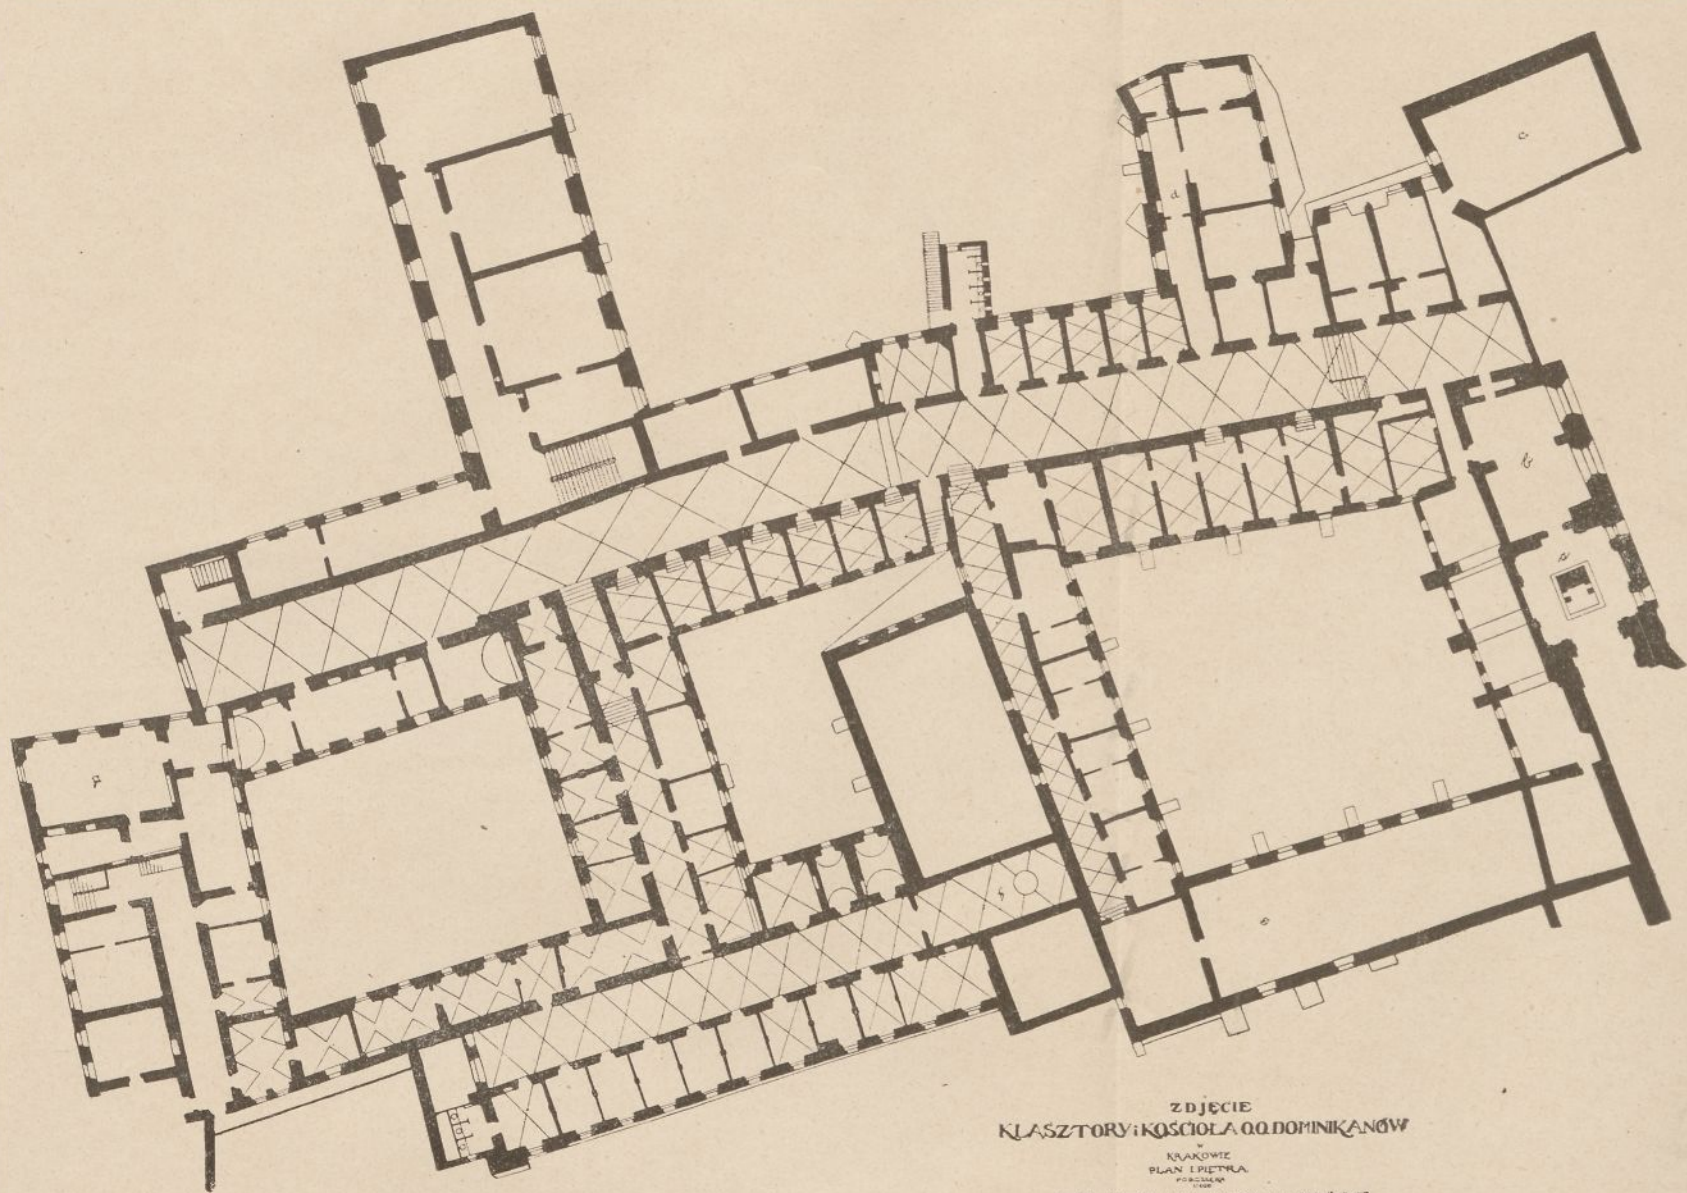 c
d
b
a
g
f
e
ZDJĘCIE
KLASZTORY i KOŚCIOŁA O.O. DOMINIKANÓW
w
KRAKOWIE
PLAN I PIĘTRA